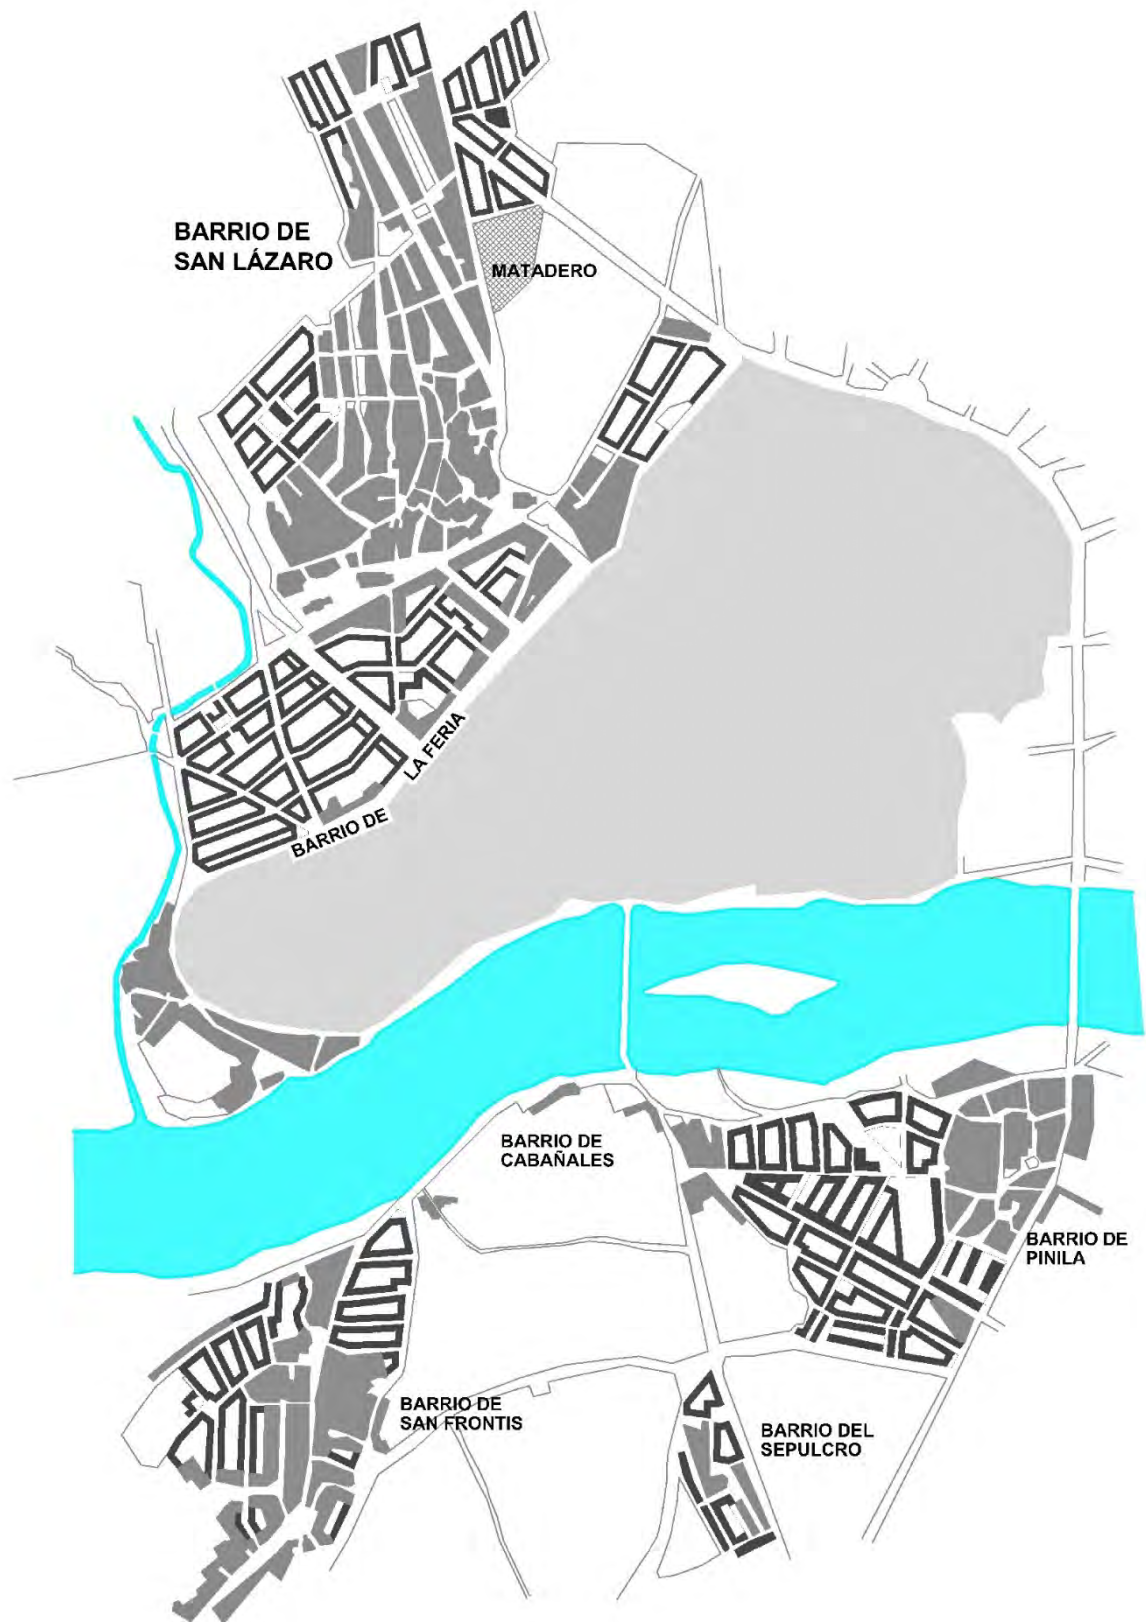 BARRIO DE
SAN LÁZARO
MATADERO
BARRIO DE
LA FERIA
BARRIO DE
CABAÑALES
BARRIO DE
PINILA
BARRIO DE
SAN FRONTIS
BARRIO DEL
SEPULCRO